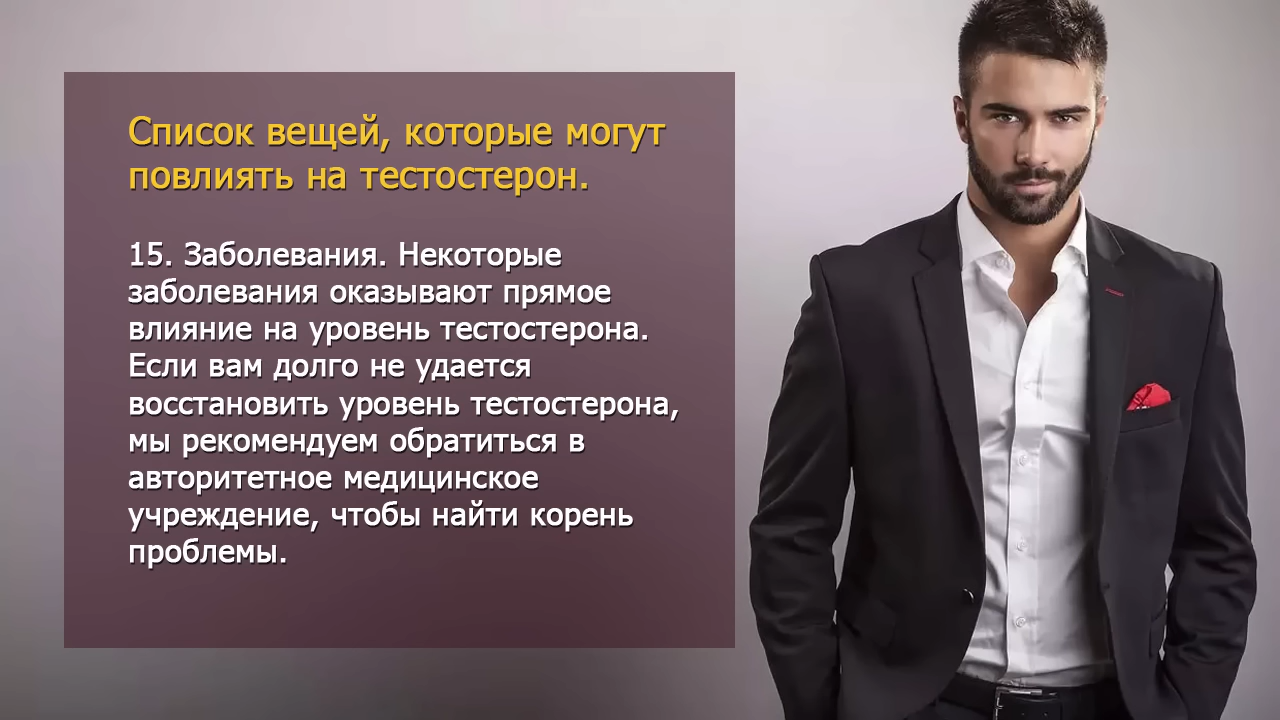 Список вещей, которые могут
повлиять на тестостерон.
15. Заболевания. Некоторые
заболевания оказывают прямое
влияние на уровень тестостерона.
Если вам долго не удается
восстановить уровень тестостерона,
мы рекомендуем обратиться в
авторитетное медицинское
учреждение, чтобы найти корень
проблемы.